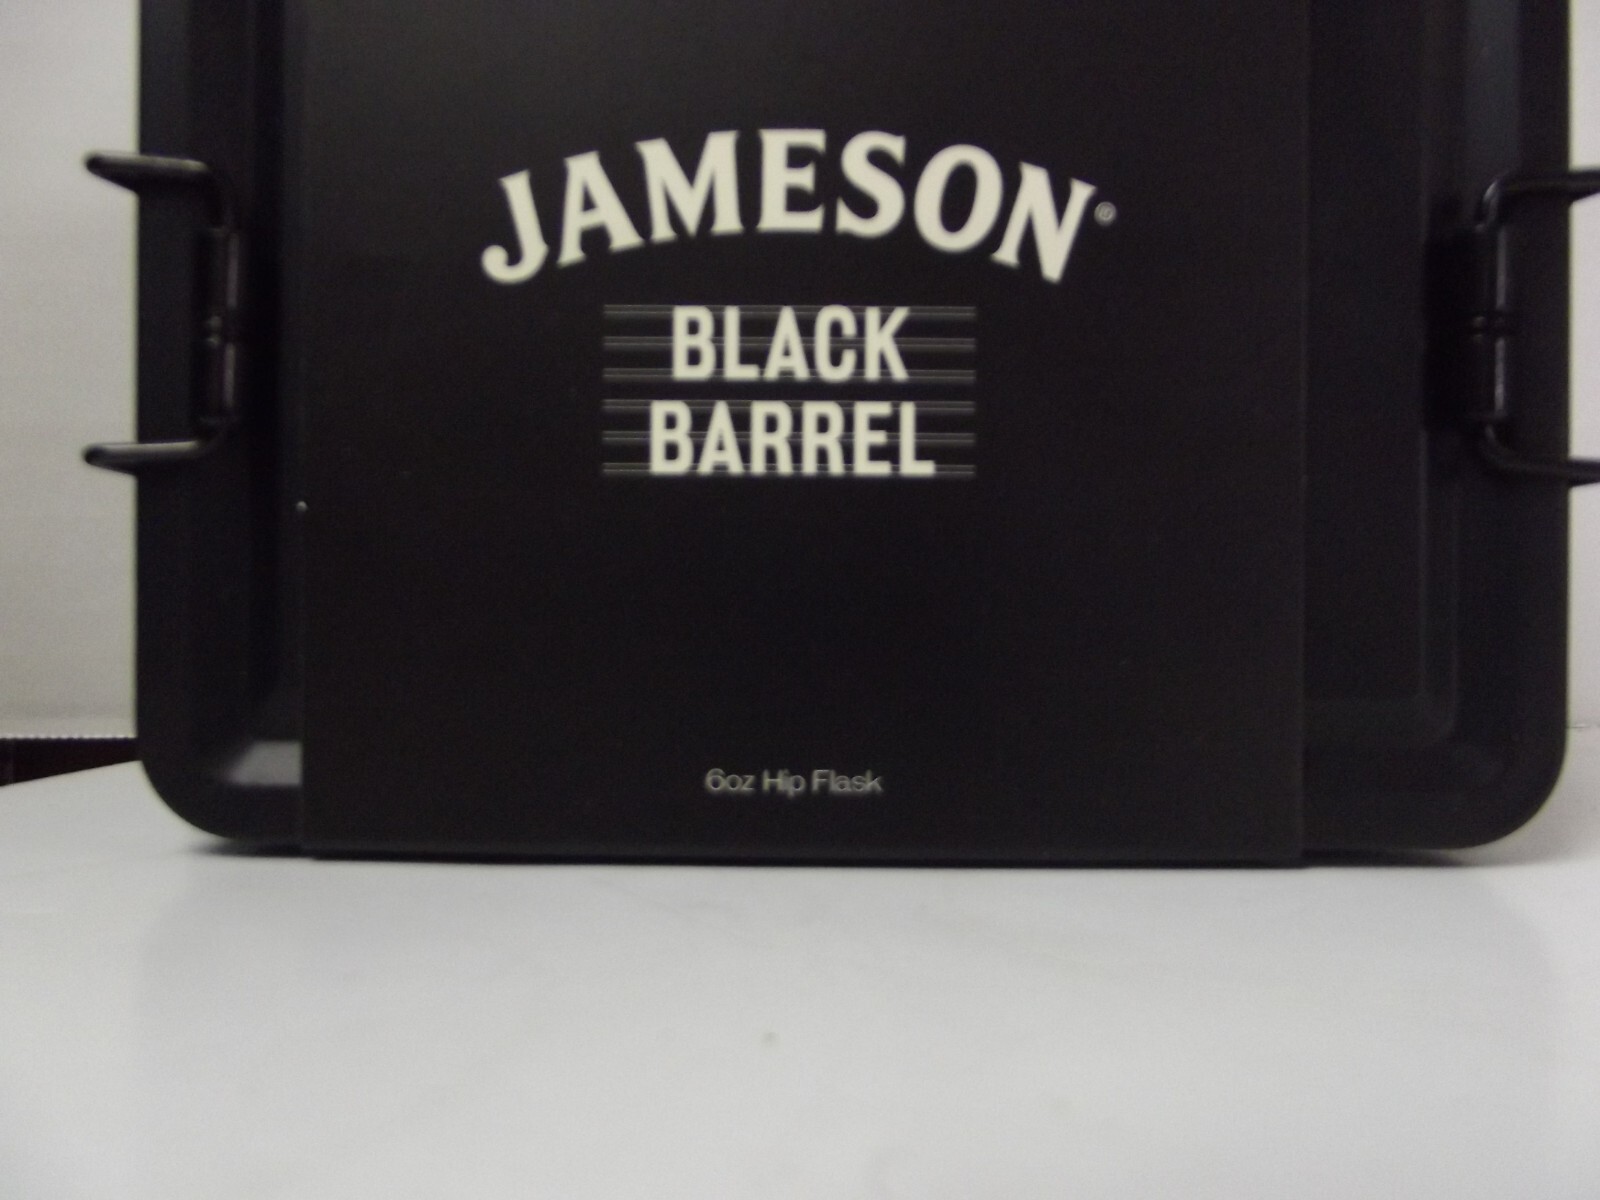 JAMESON®
BLACK
BARREL
6oz Hip Flask